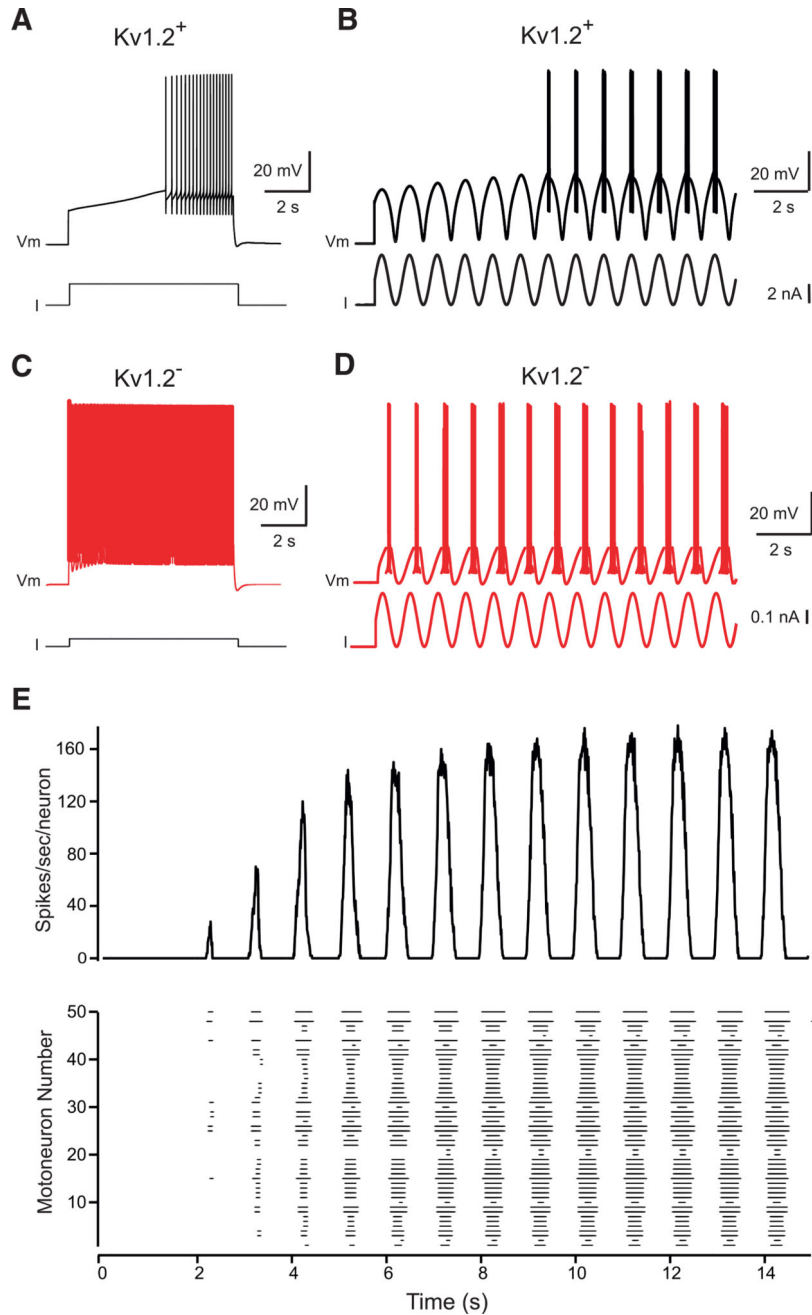 A
Kv1.2+
20 mV
2 s
Vm
I
B
Kv1.2+
20 mV
2 s
Vm
2 nA
I
C
Kv1.2-
20 mV
2 s
Vm
I
D
Kv1.2-
20 mV
2 s
Vm
0.1 nA
I
E
Spikes/sec/neuron
160
120
80
40
0
Motoneuron Number
50
40
30
20
10
0 2 4 6 8 10 12 14
Time (s)